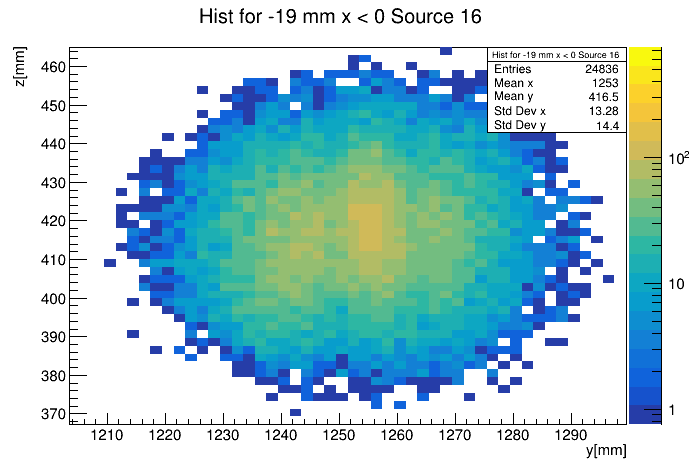 Hist for -19 mm x < 0 Source 16
z[mm]
Hist for -19 mm x < 0 Source 16
Entries 24836
Mean x 1253
Mean y 416.5
Std Dev x 13.28
Std Dev y 14.4
460
450
440
430
420
410
400
390
380
370
1210 1220 1230 1240 1250 1260 1270 1280 1290
y[mm]
10²
10
1